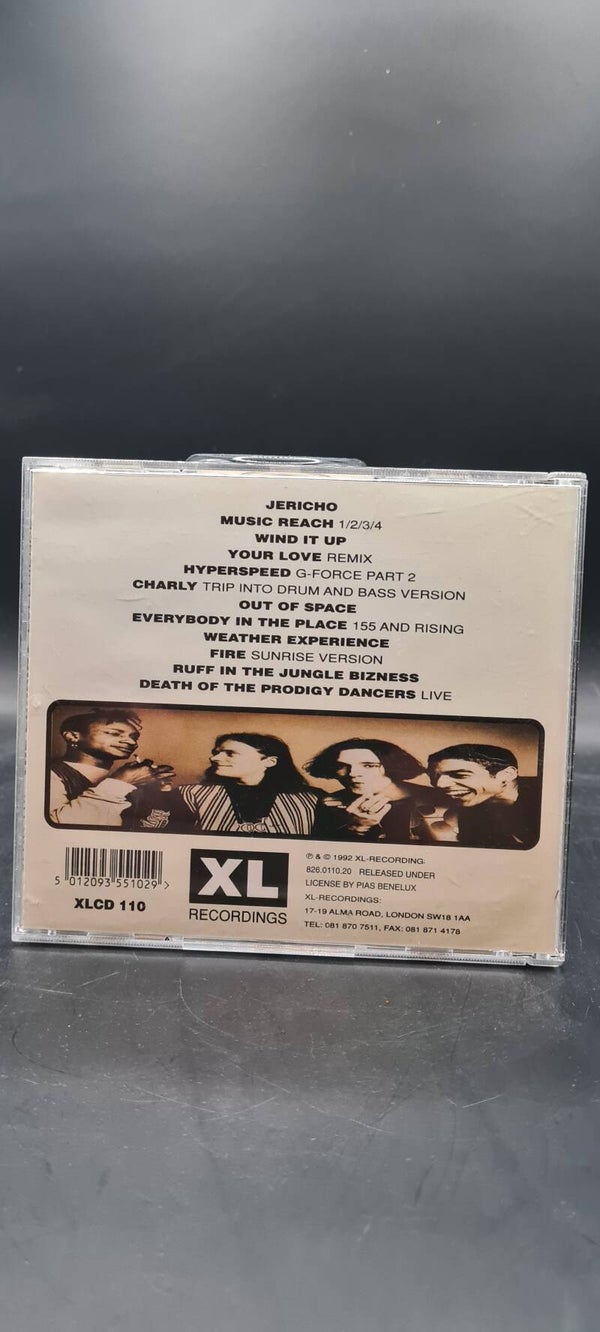 JERICHO
MUSIC REACH 1/2/3/4
WIND IT UP
YOUR LOVE REMIX
HYPERSPEED G-FORCE PART 2
CHARLY TRIP INTO DRUM AND BASS VERSION
OUT OF SPACE
EVERYBODY IN THE PLACE 155 AND RISING
WEATHER EXPERIENCE
FIRE SUNRISE VERSION
RUFF IN THE JUNGLE BIZNESS
DEATH OF THE PRODIGY DANCERS LIVE
5 012093 551029 >
XLCD 110
XL
RECORDINGS
℗ & © 1992 XL-RECORDING:
826.0110.20 RELEASED UNDER
LICENSE BY PIAS BENELUX
XL-RECORDINGS:
17-19 ALMA ROAD, LONDON SW18 1AA
TEL: 081 870 7511, FAX: 081 871 4178